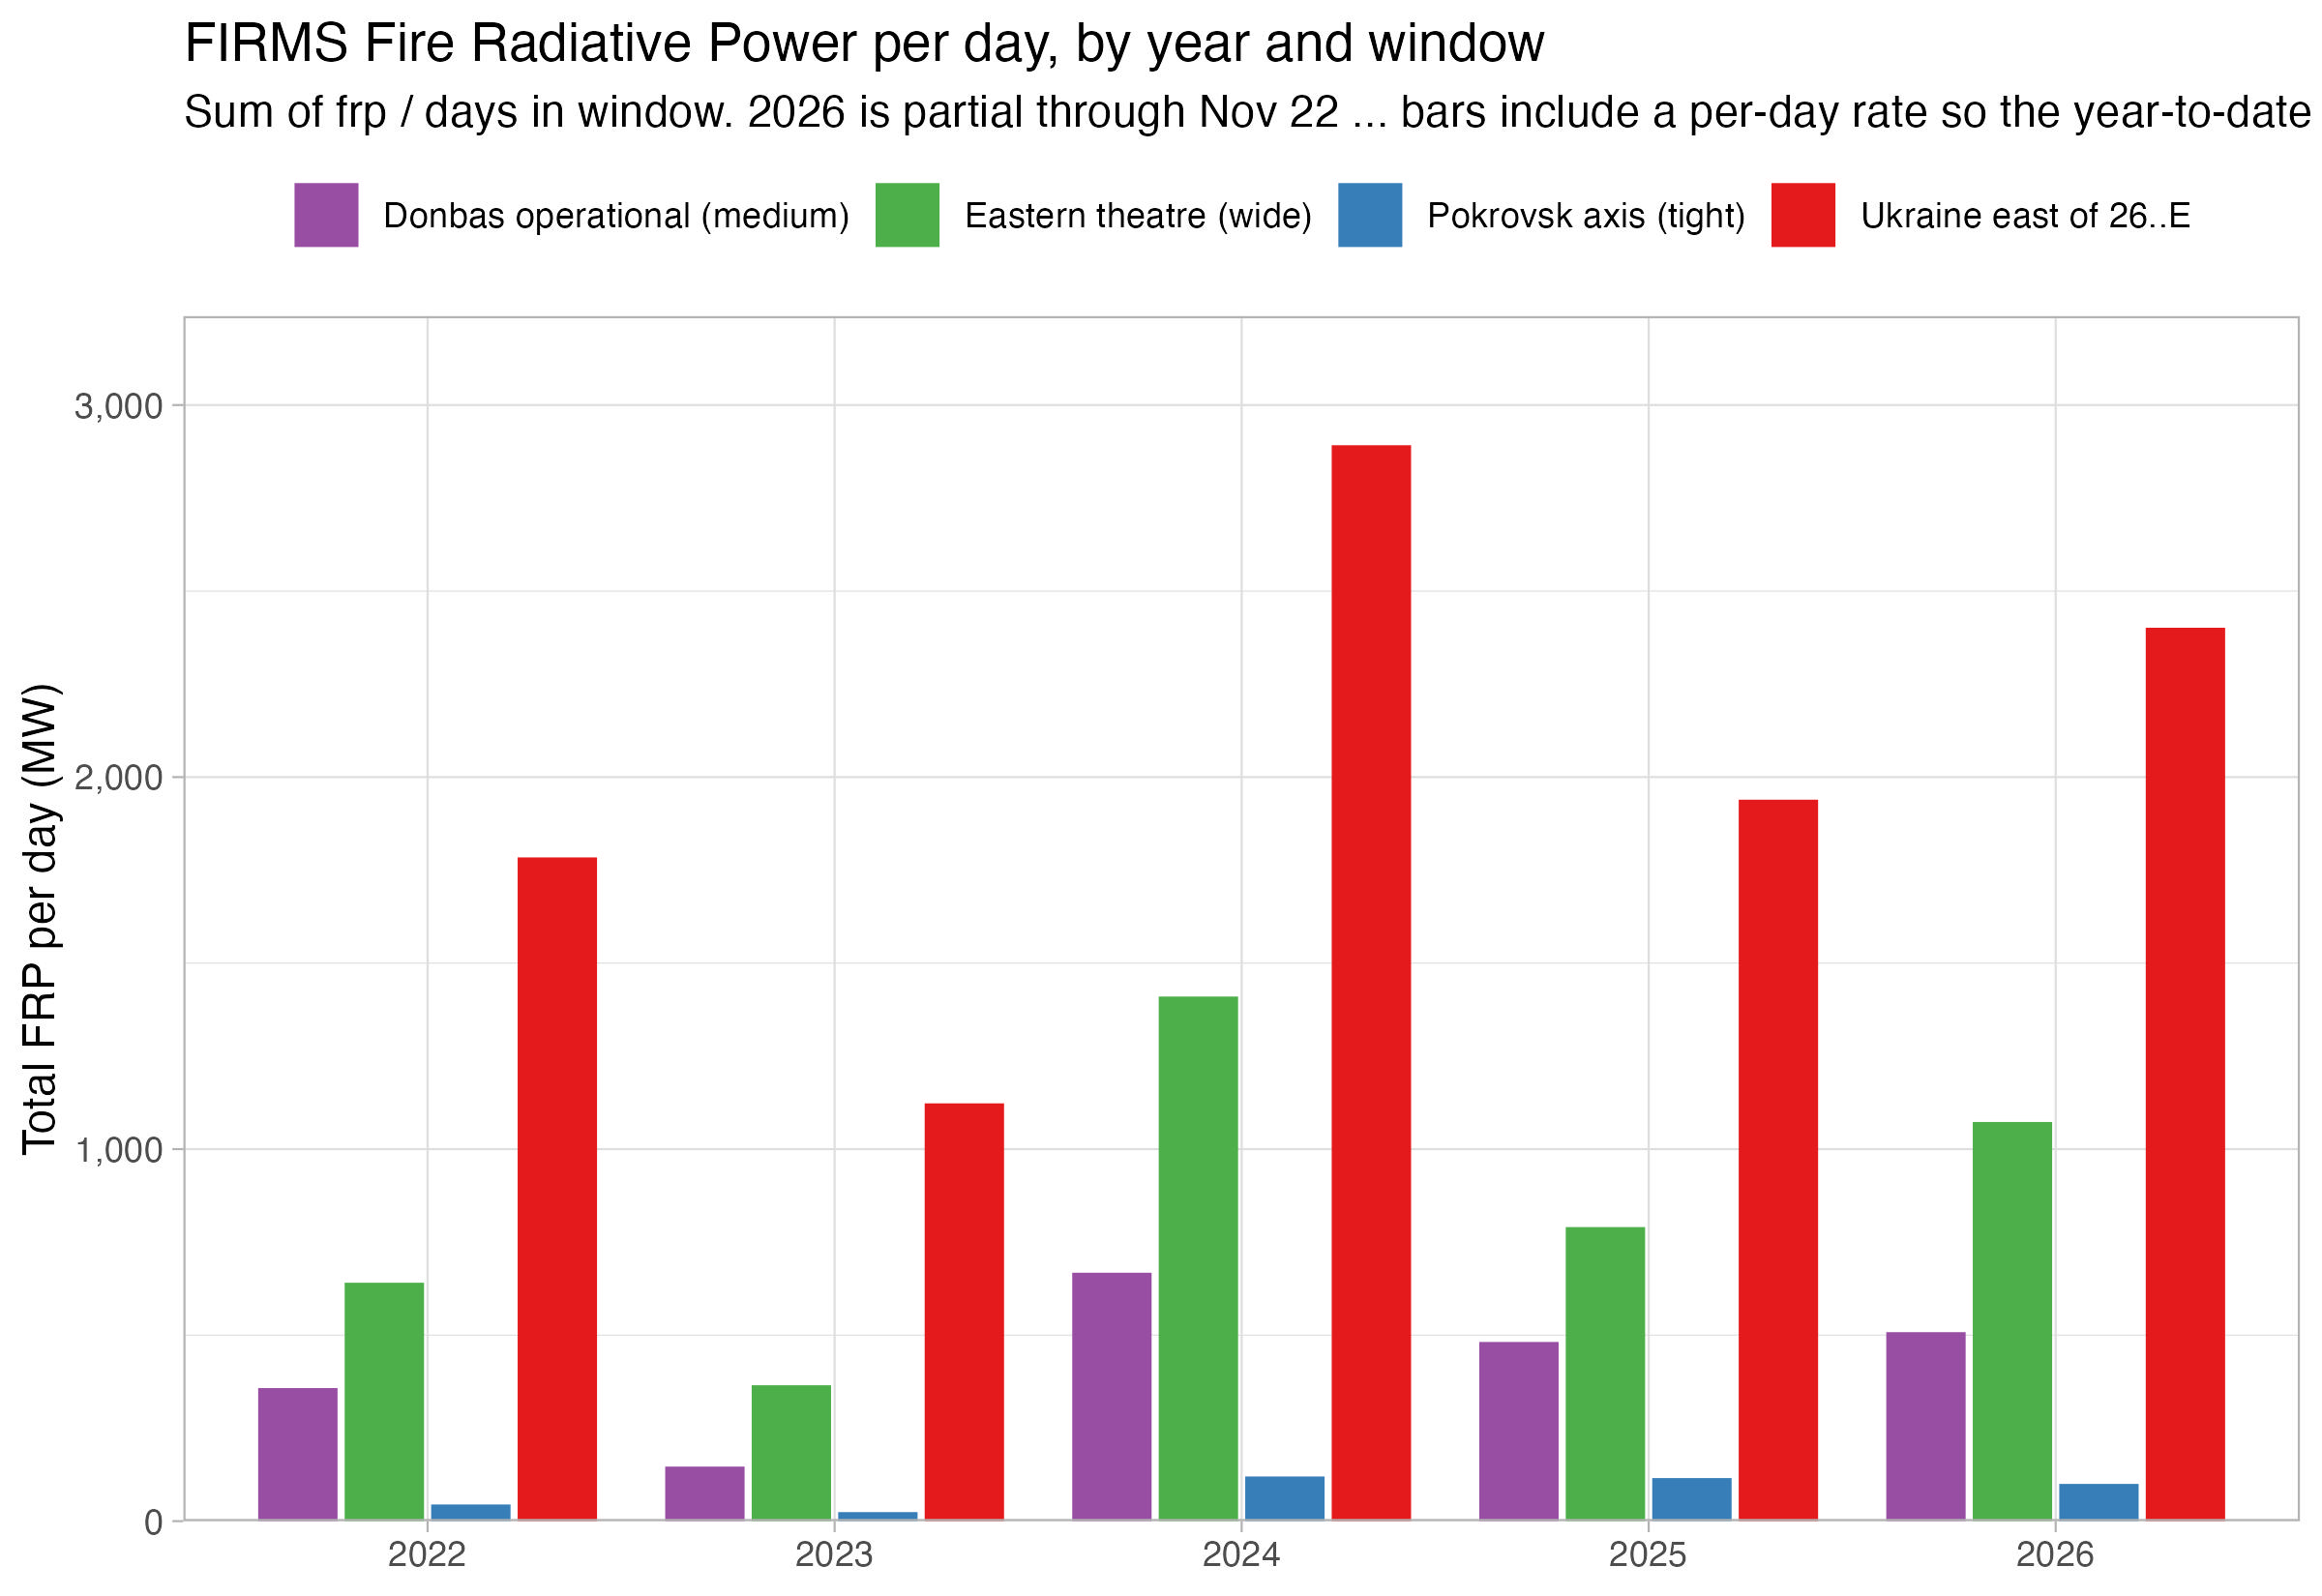 FIRMS Fire Radiative Power per day, by year and window
Sum of frp / days in window. 2026 is partial through Nov 22 ... bars include a per-day rate so the year-to-date
Donbas operational (medium) Eastern theatre (wide) Pokrovsk axis (tight) Ukraine east of 26..E
Total FRP per day (MW)
3,000
2,000
1,000
0
2022 2023 2024 2025 2026